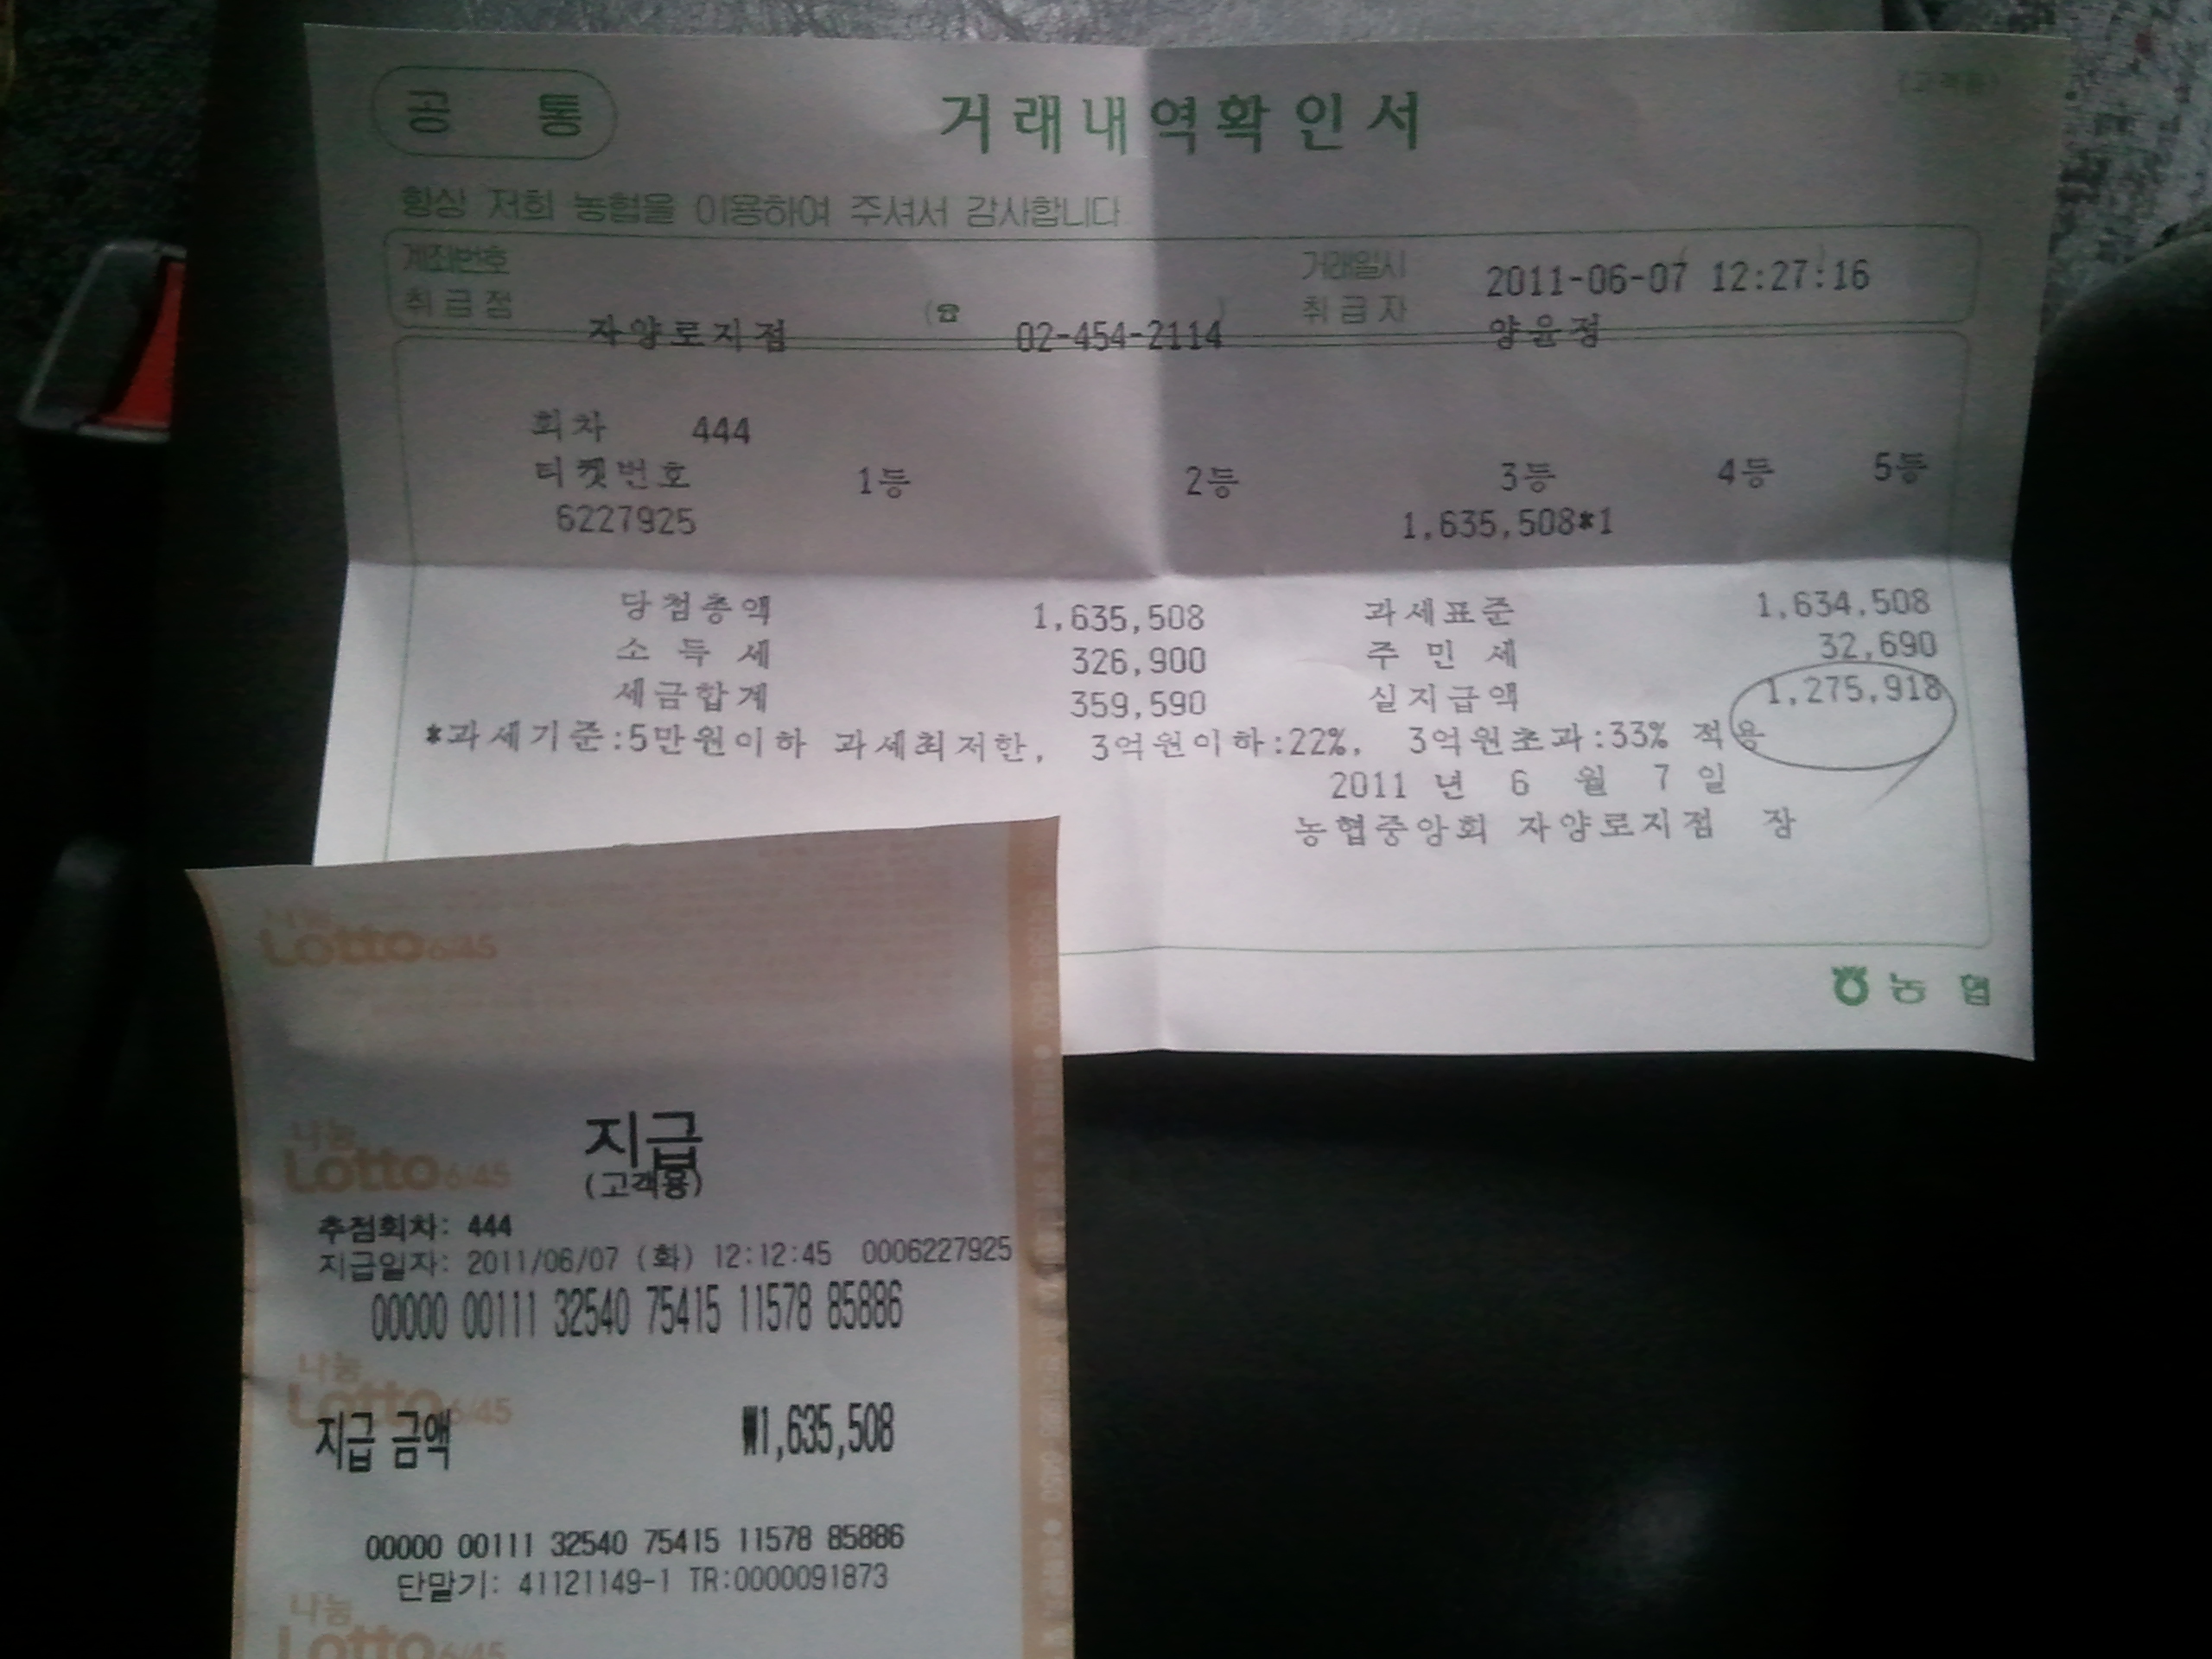 공 통
거래내역확인서
(고객용)
항상 저희 농협을 이용하여 주셔서 감사합니다
계좌번호 거래일시 2011-06-07 12:27:16
취급점 자양로지점 (☎ 02-454-2114 ) 취급자 양윤정
회차 444
티켓번호 1등 2등 3등 4등 5등
6227925 1,635,508*1
당첨총액 1,635,508 과세표준 1,634,508
소 득 세 326,900 주 민 세 32,690
세금합계 359,590 실지급액 1,275,918
*과세기준:5만원이하 과세최저한, 3억원이하:22%, 3억원초과:33% 적용
2011 년 6 월 7 일
농협중앙회 자양로지점 장
농 협
나눔
Lotto 6/45
지급
(고객용)
나눔
Lotto 6/45
추첨회차: 444
지급일자: 2011/06/07 (화) 12:12:45 0006227925
00000 00111 32540 75415 11578 85886
나눔
Lotto 6/45
지급 금액 ₩1,635,508
00000 00111 32540 75415 11578 85886
단말기: 41121149-1 TR:0000091873
나눔
Lotto 6/45